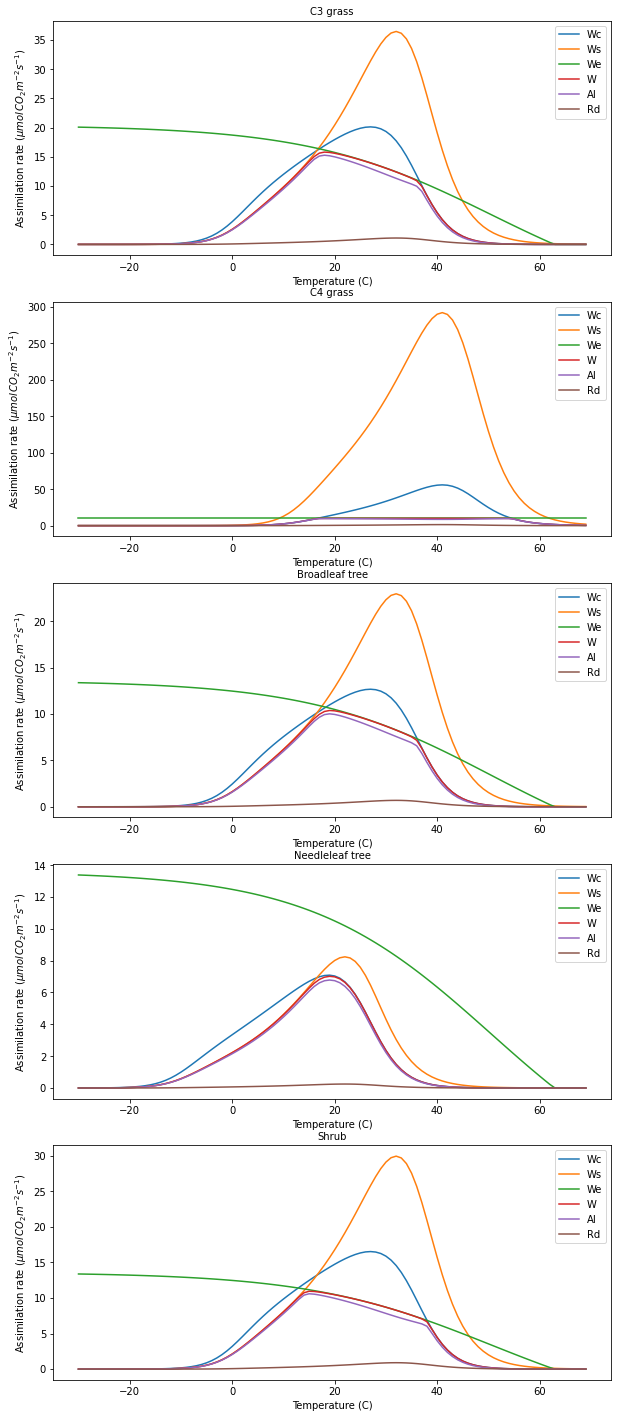 C3 grass
Assimilation rate (μmol CO₂ m⁻² s⁻¹)
35
30
25
20
15
10
5
0
Wc
Ws
We
W
Al
Rd
−20
0
20
40
60
Temperature (C)
C4 grass
Assimilation rate (μmol CO₂ m⁻² s⁻¹)
300
250
200
150
100
50
0
Wc
Ws
We
W
Al
Rd
−20
0
20
40
60
Temperature (C)
Broadleaf tree
Assimilation rate (μmol CO₂ m⁻² s⁻¹)
20
15
10
5
0
Wc
Ws
We
W
Al
Rd
−20
0
20
40
60
Temperature (C)
Needleleaf tree
Assimilation rate (μmol CO₂ m⁻² s⁻¹)
14
12
10
8
6
4
2
0
Wc
Ws
We
W
Al
Rd
−20
0
20
40
60
Temperature (C)
Shrub
Assimilation rate (μmol CO₂ m⁻² s⁻¹)
30
25
20
15
10
5
0
Wc
Ws
We
W
Al
Rd
−20
0
20
40
60
Temperature (C)